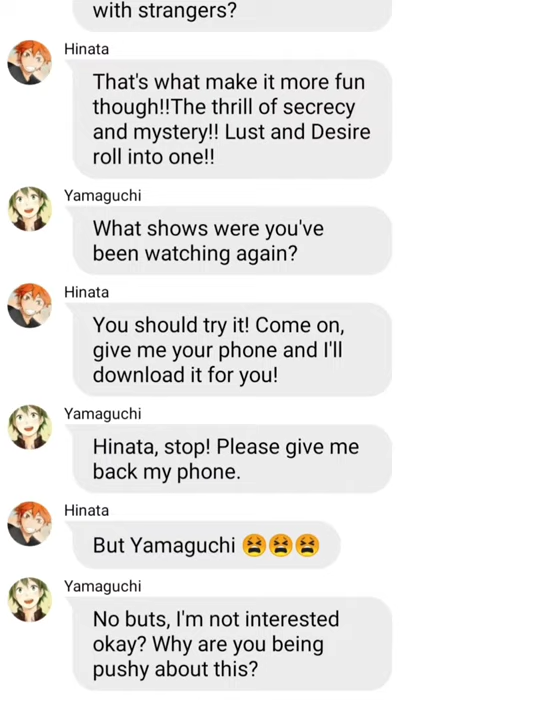 with strangers?
Hinata
That's what make it more fun
though!!The thrill of secrecy
and mystery!! Lust and Desire
roll into one!!
Yamaguchi
What shows were you've
been watching again?
Hinata
You should try it! Come on,
give me your phone and I'll
download it for you!
Yamaguchi
Hinata, stop! Please give me
back my phone.
Hinata
But Yamaguchi 😫😫😫
Yamaguchi
No buts, I'm not interested
okay? Why are you being
pushy about this?